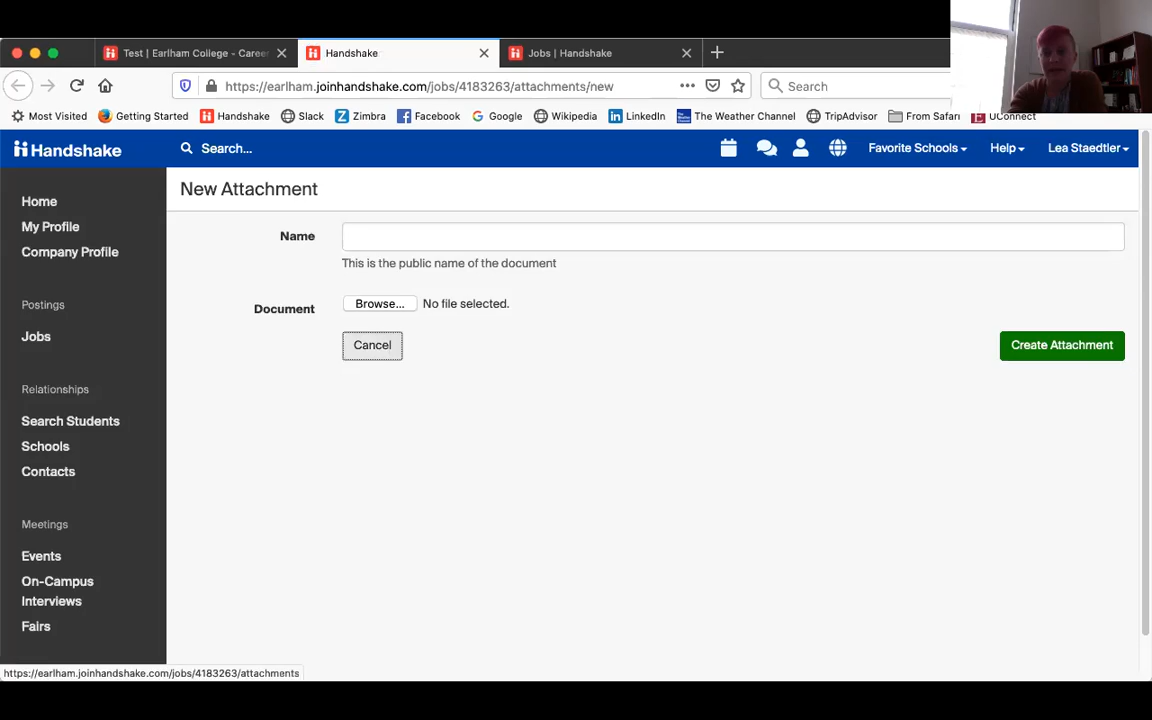 Test | Earlham College - Career
Handshake
Jobs | Handshake
https://earlham.joinhandshake.com/jobs/4183263/attachments/new
Search
Most Visited
Getting Started
Handshake
Slack
Zimbra
Facebook
Google
Wikipedia
LinkedIn
The Weather Channel
TripAdvisor
From Safari
UConnect
Handshake
Search...
Favorite Schools
Help
Lea Staedtler
Home
My Profile
Company Profile
Postings
Jobs
Relationships
Search Students
Schools
Contacts
Meetings
Events
On-Campus
Interviews
Fairs
New Attachment
Name
This is the public name of the document
Document
Browse...
No file selected.
Cancel
Create Attachment
https://earlham.joinhandshake.com/jobs/4183263/attachments